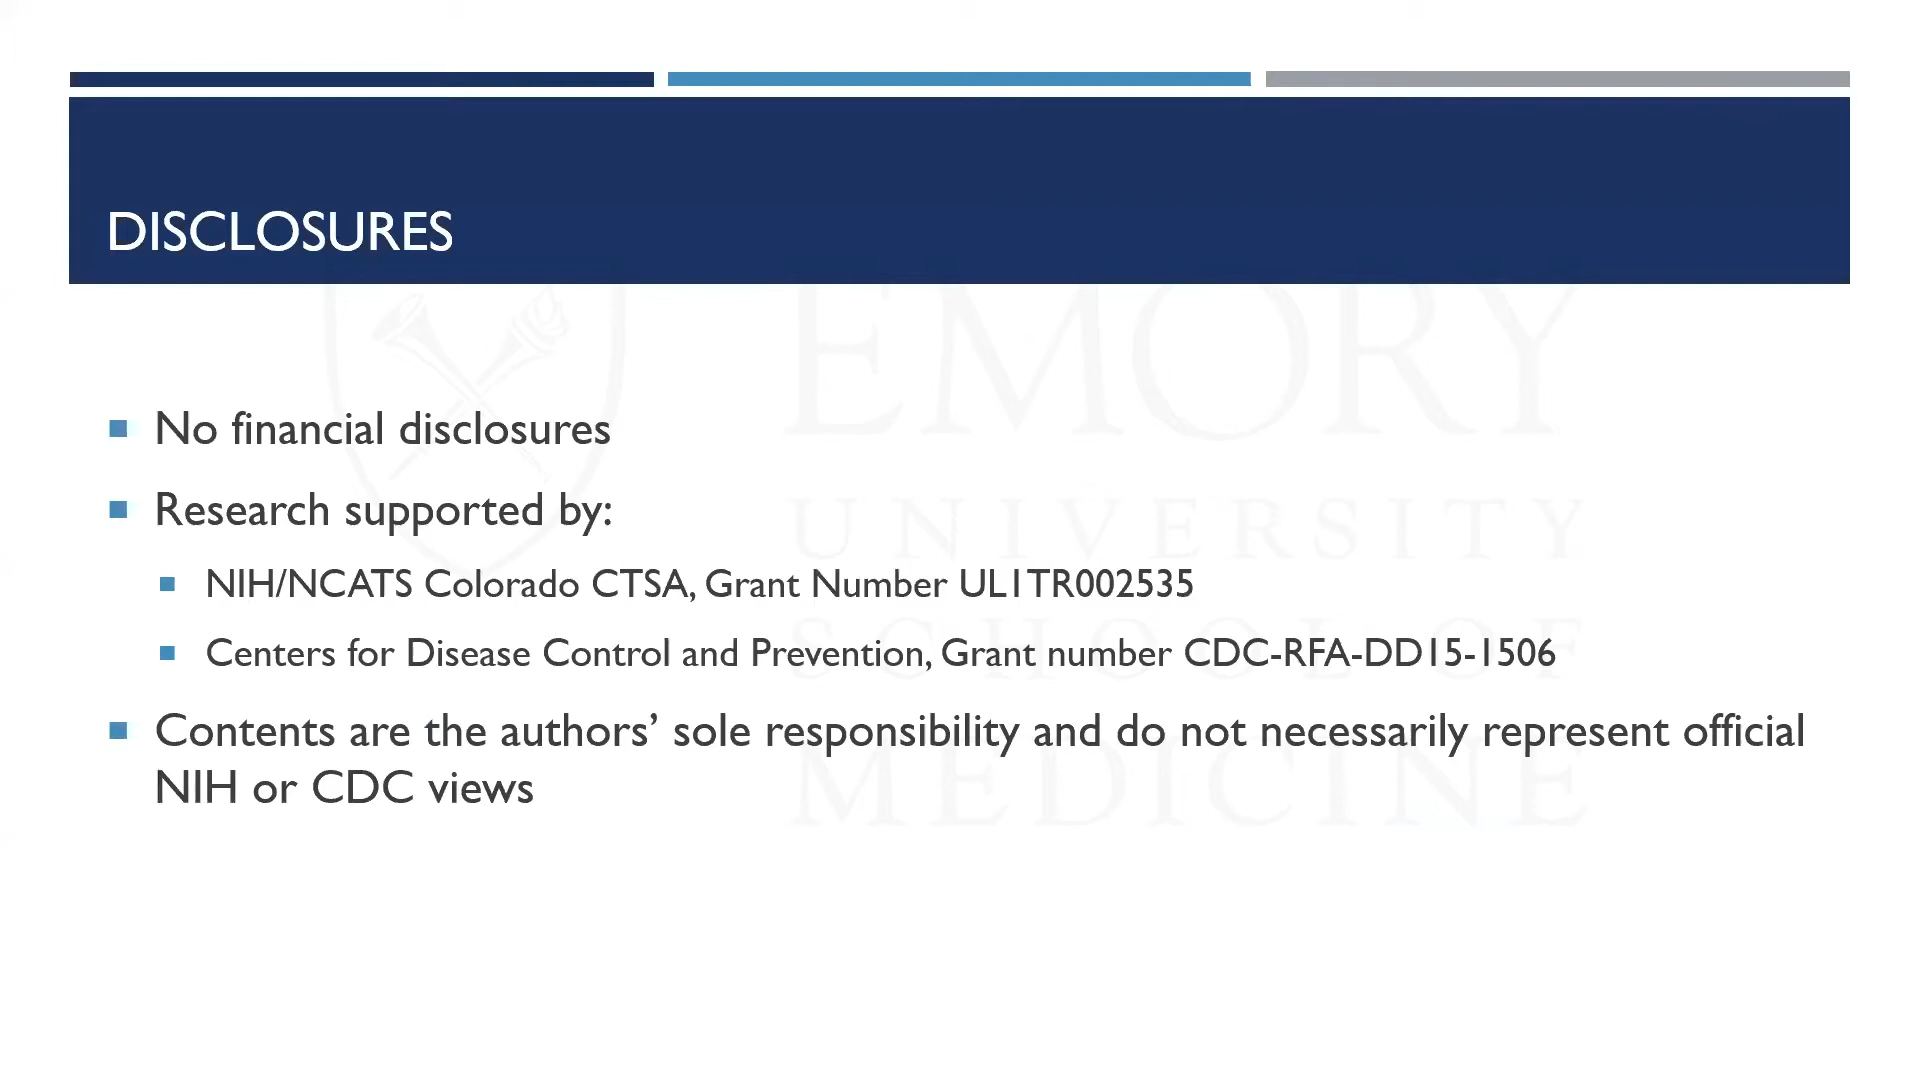 DISCLOSURES
No financial disclosures
Research supported by:
NIH/NCATS Colorado CTSA, Grant Number UL1TR002535
Centers for Disease Control and Prevention, Grant number CDC-RFA-DD15-1506
Contents are the authors’ sole responsibility and do not necessarily represent official
NIH or CDC views
EMORY
UNIVERSITY
SCHOOL OF
MEDICINE